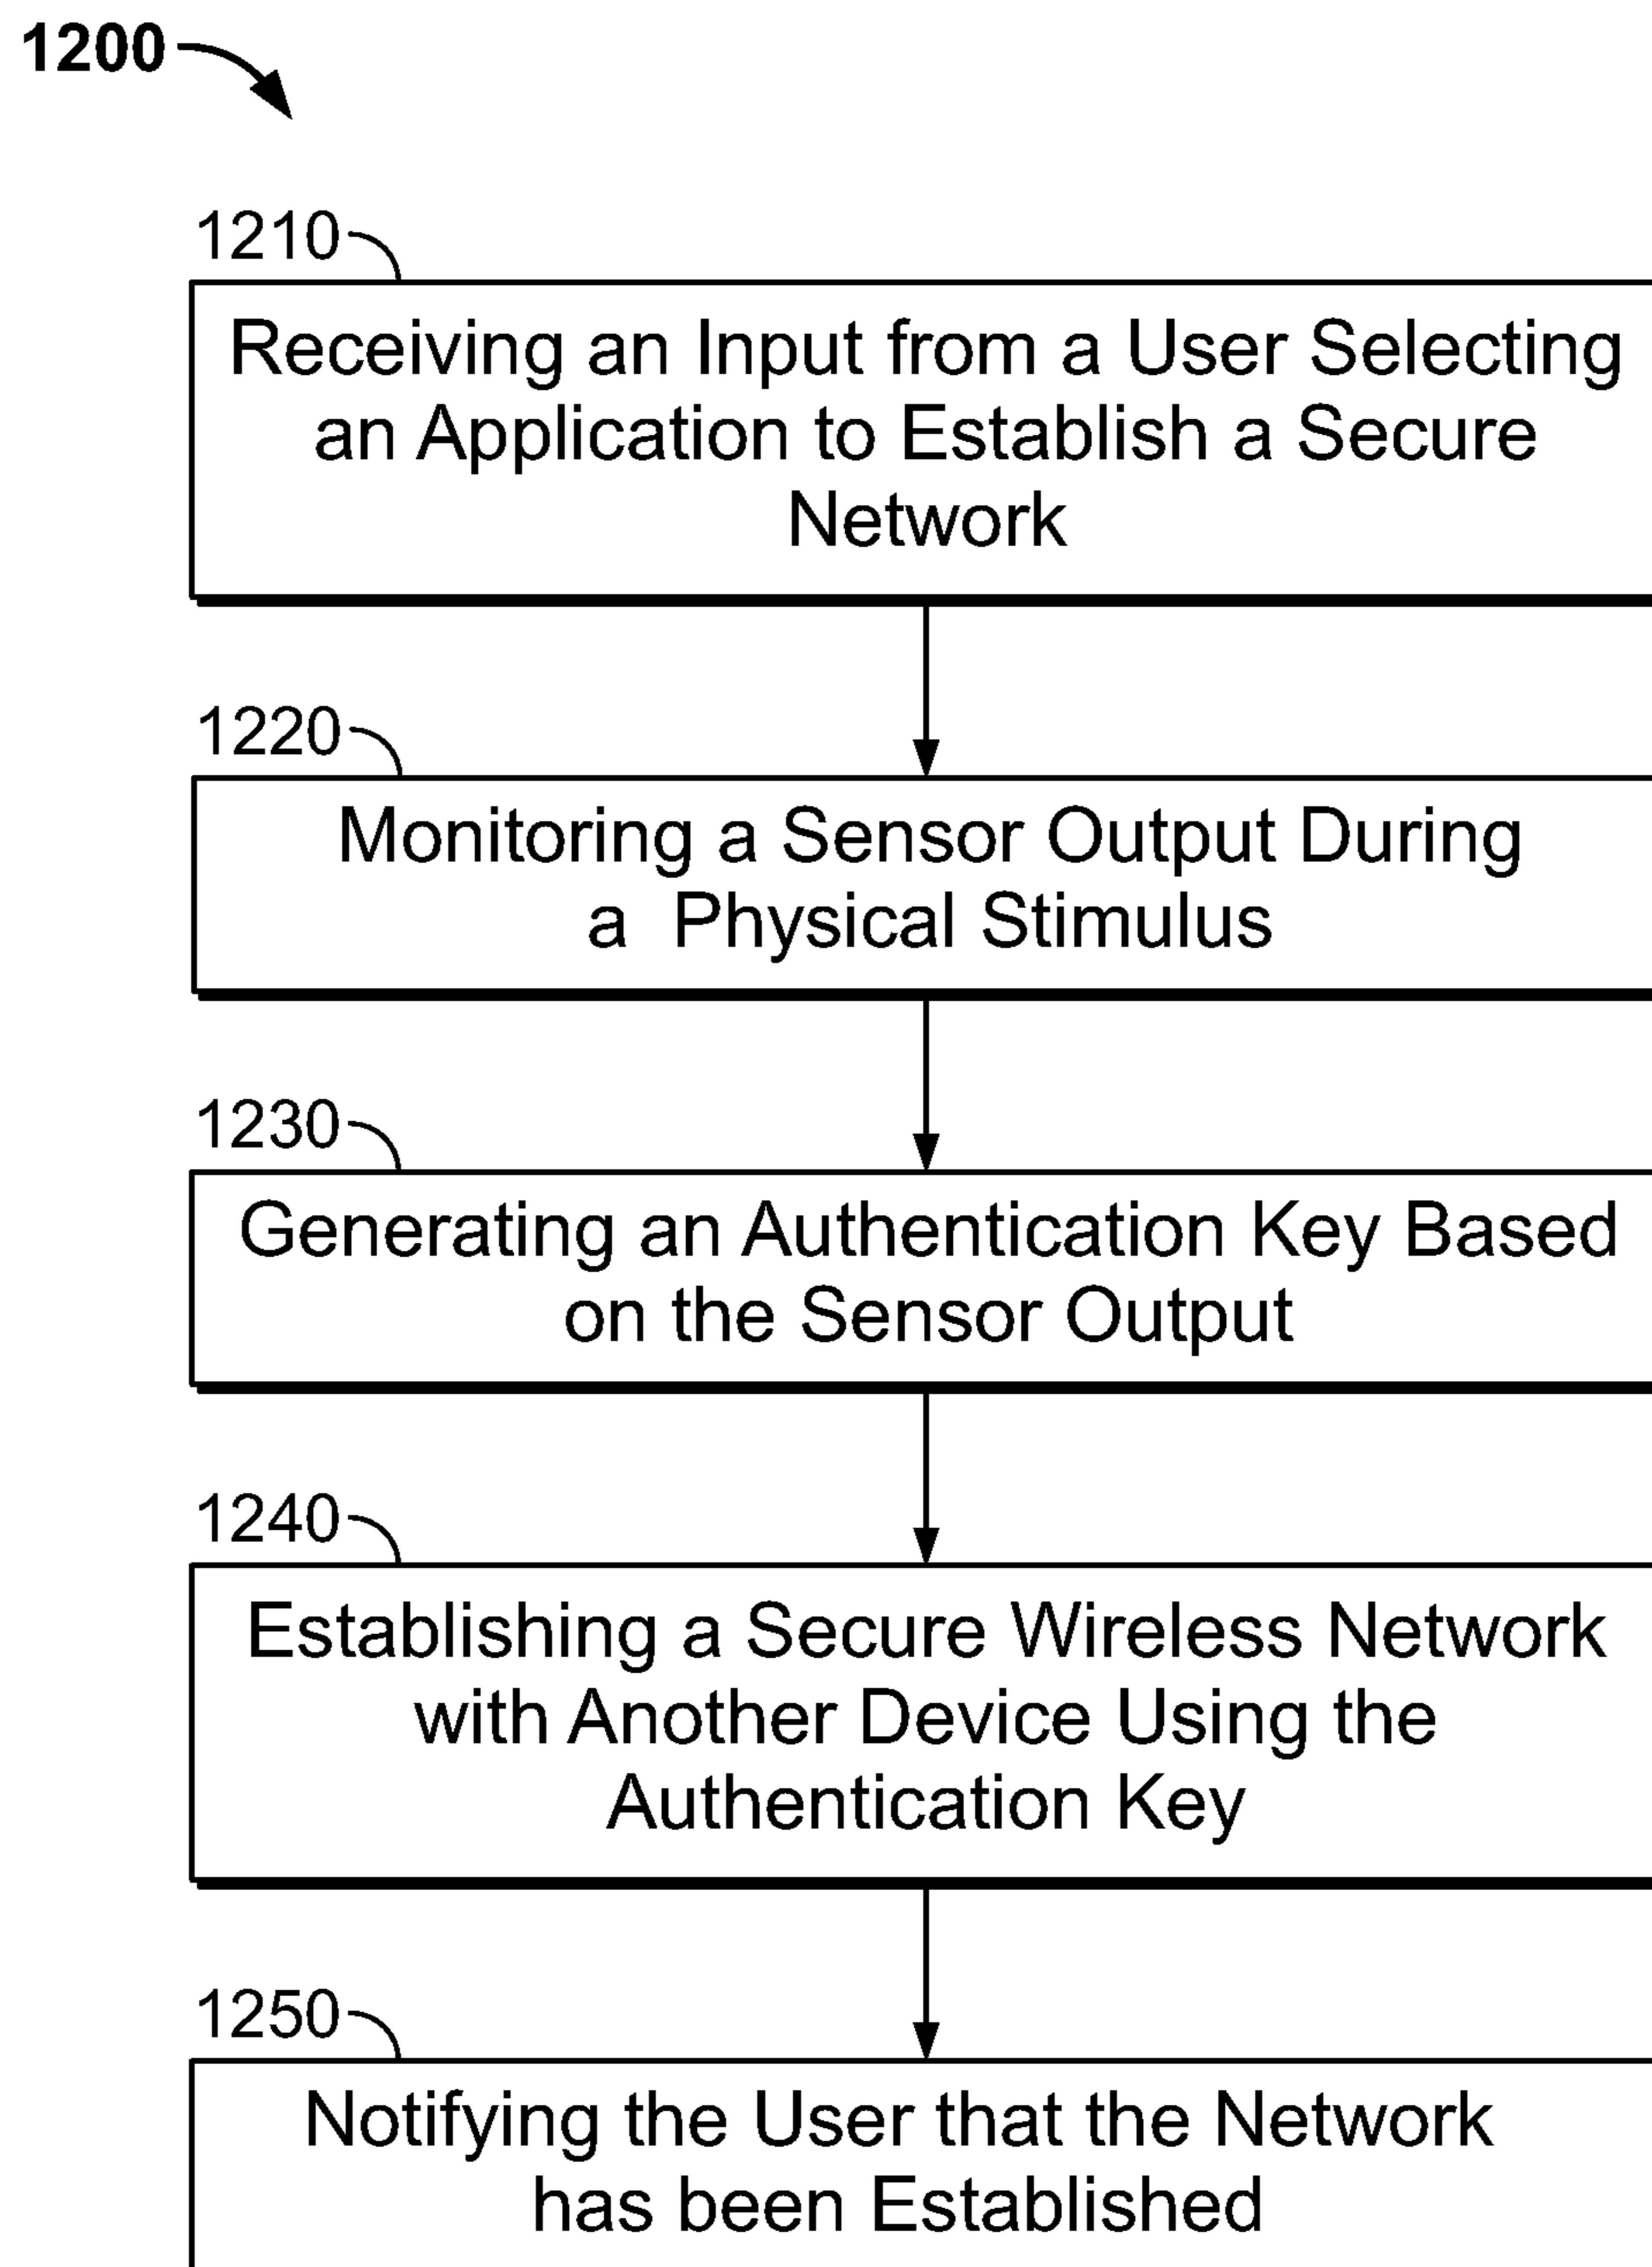 1200
1210
Receiving an Input from a User Selecting
an Application to Establish a Secure
Network
1220
Monitoring a Sensor Output During
a Physical Stimulus
1230
Generating an Authentication Key Based
on the Sensor Output
1240
Establishing a Secure Wireless Network
with Another Device Using the
Authentication Key
1250
Notifying the User that the Network
has been Established